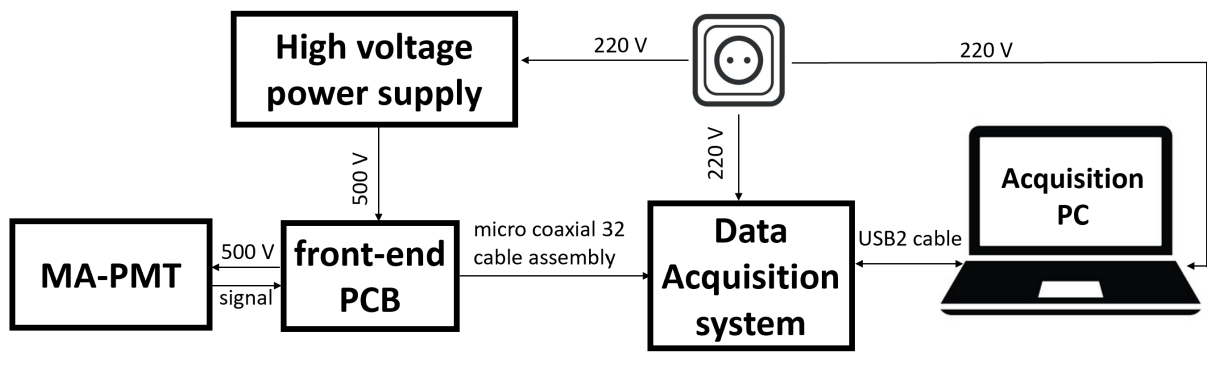 High voltage
power supply
220 V
220 V
500 V
220 V
Acquisition
PC
MA-PMT
500 V
signal
front-end
PCB
micro coaxial 32
cable assembly
Data
Acquisition
system
USB2 cable